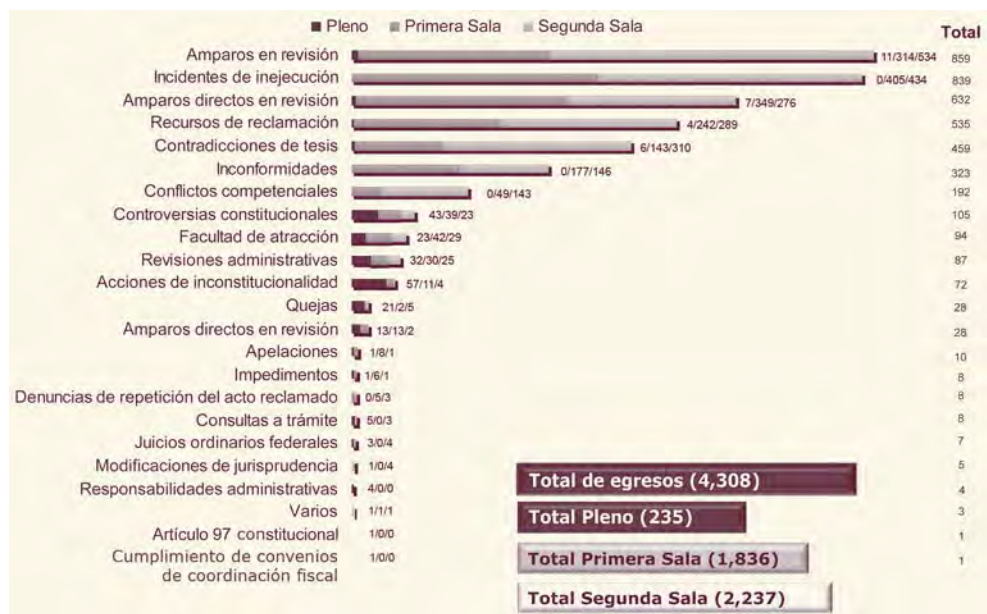 Pleno Primera Sala Segunda Sala
Total
Amparos en revisión 11/314/534 859
Incidentes de inejecución 0/405/434 839
Amparos directos en revisión 7/349/276 632
Recursos de reclamación 4/242/289 535
Contradicciones de tesis 6/143/310 459
Inconformidades 0/177/146 323
Conflictos competenciales 0/49/143 192
Controversias constitucionales 43/39/23 105
Facultad de atracción 23/42/29 94
Revisiones administrativas 32/30/25 87
Acciones de inconstitucionalidad 57/11/4 72
Quejas 21/2/5 28
Amparos directos en revisión 13/13/2 28
Apelaciones 1/8/1 10
Impedimentos 1/6/1 8
Denuncias de repetición del acto reclamado 0/5/3 8
Consultas a trámite 5/0/3 8
Juicios ordinarios federales 3/0/4 7
Modificaciones de jurisprudencia 1/0/4 5
Responsabilidades administrativas 4/0/0 4
Varios 1/1/1 3
Artículo 97 constitucional 1/0/0 1
Cumplimiento de convenios 1/0/0 1
de coordinación fiscal
Total de egresos (4,308)
Total Pleno (235)
Total Primera Sala (1,836)
Total Segunda Sala (2,237)